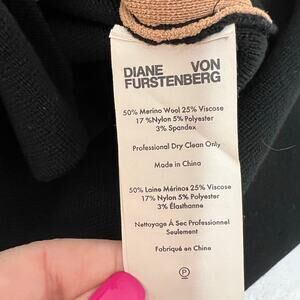 DIANE VON
FURSTENBERG
50% Merino Wool 25% Viscose
17 %Nylon 5% Polyester
3% Spandex
Professional Dry Clean Only
Made in China
50% Laine Mérinos 25% Viscose
17% Nylon 5% Polyester
3% Élasthanne
Nettoyage À Sec Professionnel
Seulement
Fabriqué en Chine
P